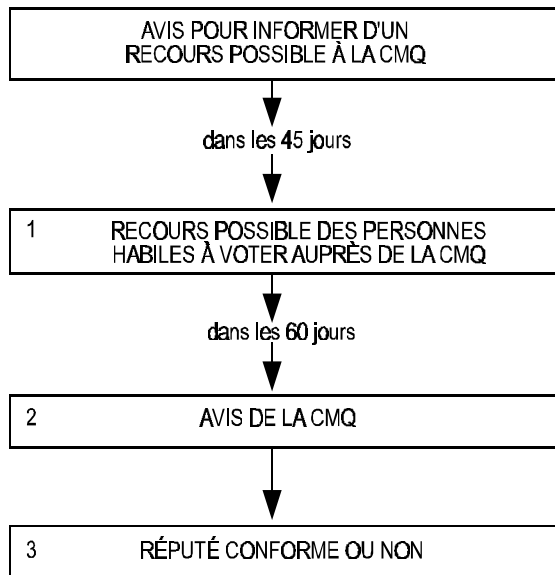 AVIS POUR INFORMER D'UN
RECOURS POSSIBLE À LA CMQ
dans les 45 jours
1 RECOURS POSSIBLE DES PERSONNES
HABILES À VOTER AUPRÈS DE LA CMQ
dans les 60 jours
2 AVIS DE LA CMQ
3 RÉPUTÉ CONFORME OU NON